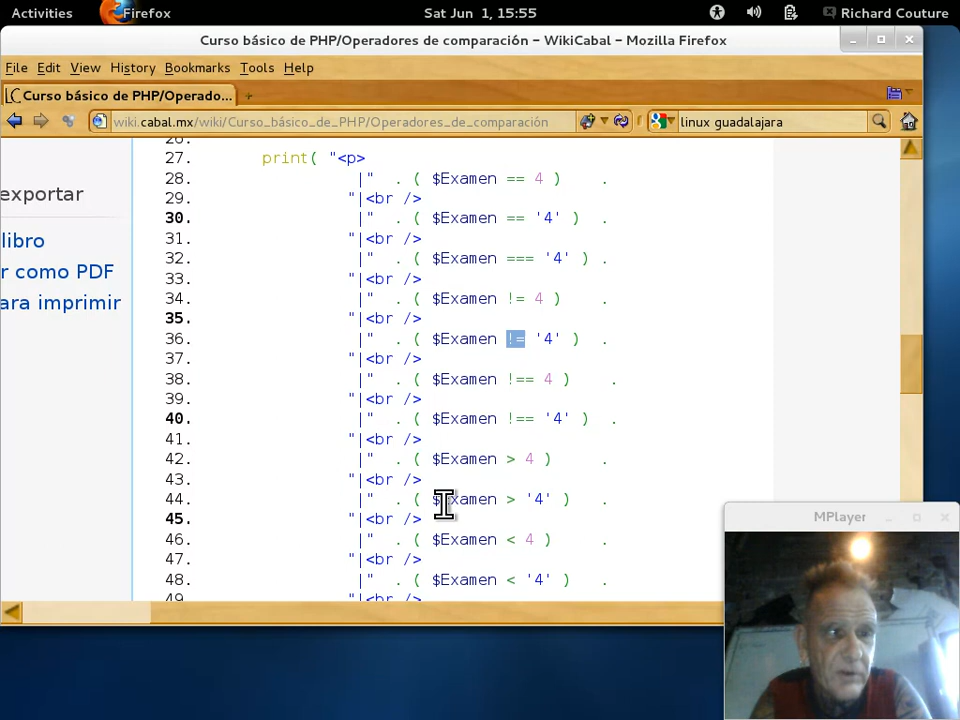 Activities Firefox Sat Jun 1, 15:55 Richard Couture
Curso básico de PHP/Operadores de comparación - WikiCabal - Mozilla Firefox
File Edit View History Bookmarks Tools Help
Curso básico de PHP/Operado... +
wiki.cabal.mx/wiki/Curso_básico_de_PHP/Operadores_de_comparación linux guadalajara
26.
27. print( "<p>
28. |" . ( $Examen == 4 ) .
29. "|<br />
30. |" . ( $Examen == '4' ) .
31. "|<br />
32. |" . ( $Examen === '4' ) .
33. "|<br />
34. |" . ( $Examen != 4 ) .
35. "|<br />
36. |" . ( $Examen != '4' ) .
37. "|<br />
38. |" . ( $Examen !== 4 ) .
39. "|<br />
40. |" . ( $Examen !== '4' ) .
41. "|<br />
42. |" . ( $Examen > 4 ) .
43. "|<br />
44. |" . ( $Examen > '4' ) .
45. "|<br />
46. |" . ( $Examen < 4 ) .
47. "|<br />
48. |" . ( $Examen < '4' ) .
49. "|<br />
exportar
libro
r como PDF
ara imprimir
MPlayer